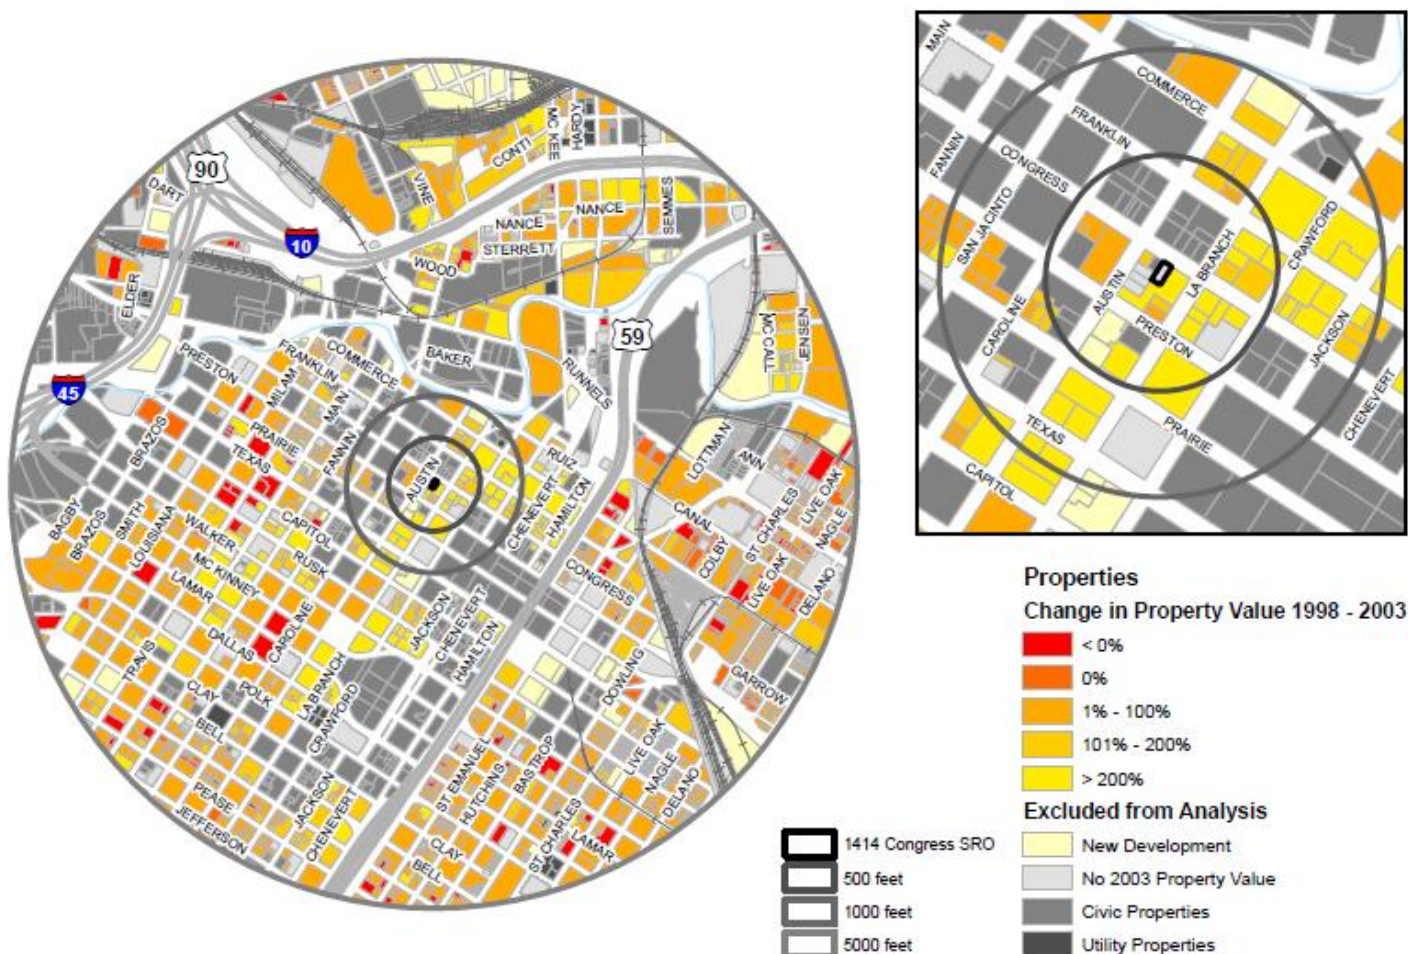 90
DART
10
ELDER
45
VINE
CONTI
MC KEE
HARDY
NANCE
NANCE
STERRETT
WOOD
SEMMES
59
MC CALL
JENSEN
PRESTON
FRANKLIN
COMMERCE
MILAM
MAIN
FANNIN
BAKER
RUNNELS
BRAZOS
PRAIRIE
TEXAS
AUSTIN
RUIZ
CHENEVERT
HAMILTON
LOTTMAN
ANN
CANAL
ST CHARLES
LIVE OAK
NAGLE
COLBY
LIVE OAK
DELANO
BAGBY
BRAZOS
SMITH
LOUISIANA
WALKER
CAPITOL
RUSK
MC KINNEY
LAMAR
CONGRESS
CAROLINE
DALLAS
JACKSON
CHENEVERT
HAMILTON
TRAVIS
CLAY
POLK
BELL
LA BRANCH
CRAWFORD
DOWLING
GARROW
PEASE
JEFFERSON
JACKSON
CHENEVERT
ST EMANUEL
HUTCHINS
BASTROP
LIVE OAK
NAGLE
DELANO
ST CHARLES
LAMAR
CLAY
BELL
MAIN
COMMERCE
FRANKLIN
FANNIN
CONGRESS
SAN JACINTO
CRAWFORD
LA BRANCH
AUSTIN
CAROLINE
PRESTON
JACKSON
CHENEVERT
TEXAS
PRAIRIE
CAPITOL
Properties
Change in Property Value 1998 - 2003
< 0%
0%
1% - 100%
101% - 200%
> 200%
Excluded from Analysis
New Development
No 2003 Property Value
Civic Properties
Utility Properties
1414 Congress SRO
500 feet
1000 feet
5000 feet